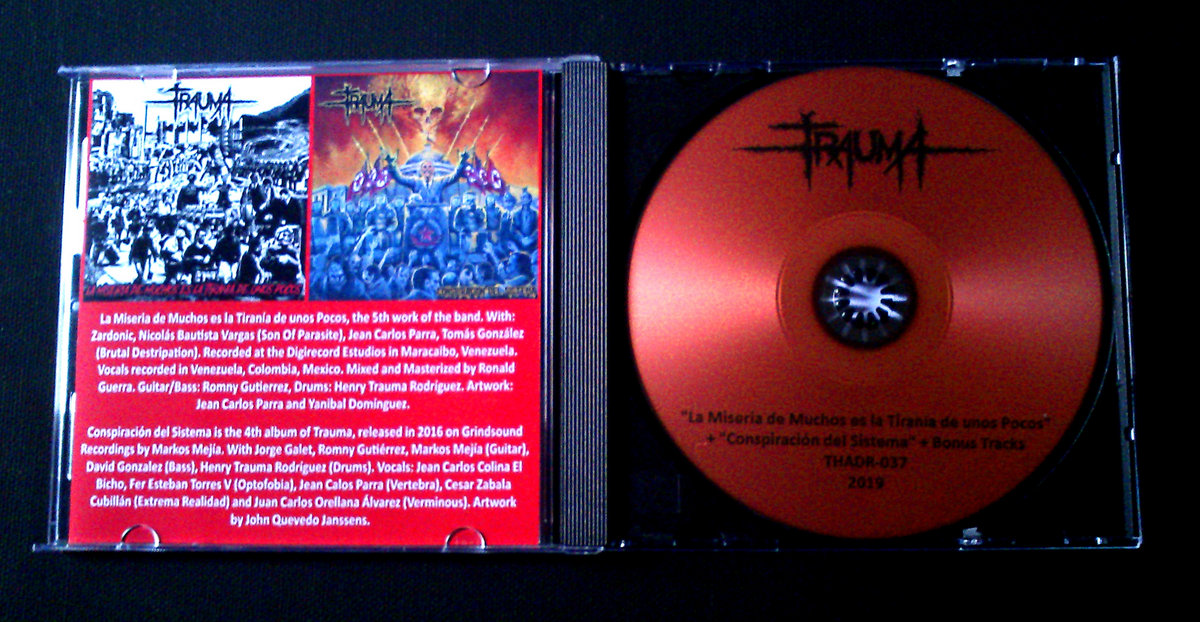 TRAUMA
LA MISERIA DE MUCHOS ES LA TIRANIA DE UNOS POCOS
TRAUMA
CONSPIRACIÓN DEL SISTEMA
La Miseria de Muchos es la Tiranía de unos Pocos, the 5th work of the band. With:
Zardonic, Nicolás Bautista Vargas (Son Of Parasite), Jean Carlos Parra, Tomás González
(Brutal Destripation). Recorded at the Digirecord Estudios in Maracaibo, Venezuela.
Vocals recorded in Venezuela, Colombia, Mexico. Mixed and Masterized by Ronald
Guerra. Guitar/Bass: Romny Gutierrez, Drums: Henry Trauma Rodríguez. Artwork:
Jean Carlos Parra and Yanibal Domínguez.
Conspiración del Sistema is the 4th album of Trauma, released in 2016 on Grindsound
Recordings by Markos Mejía. With Jorge Galet, Romny Gutiérrez, Markos Mejía (Guitar),
David Gonzalez (Bass), Henry Trauma Rodríguez (Drums). Vocals: Jean Carlos Colina El
Bicho, Fer Esteban Torres V (Optofobia), Jean Calos Parra (Vertebra), Cesar Zabala
Cubillán (Extrema Realidad) and Juan Carlos Orellana Álvarez (Verminous). Artwork
by John Quevedo Janssens.
TRAUMA
"La Miseria de Muchos es la Tiranía de unos Pocos"
+ "Conspiración del Sistema" + Bonus Tracks
THADR-037
2019